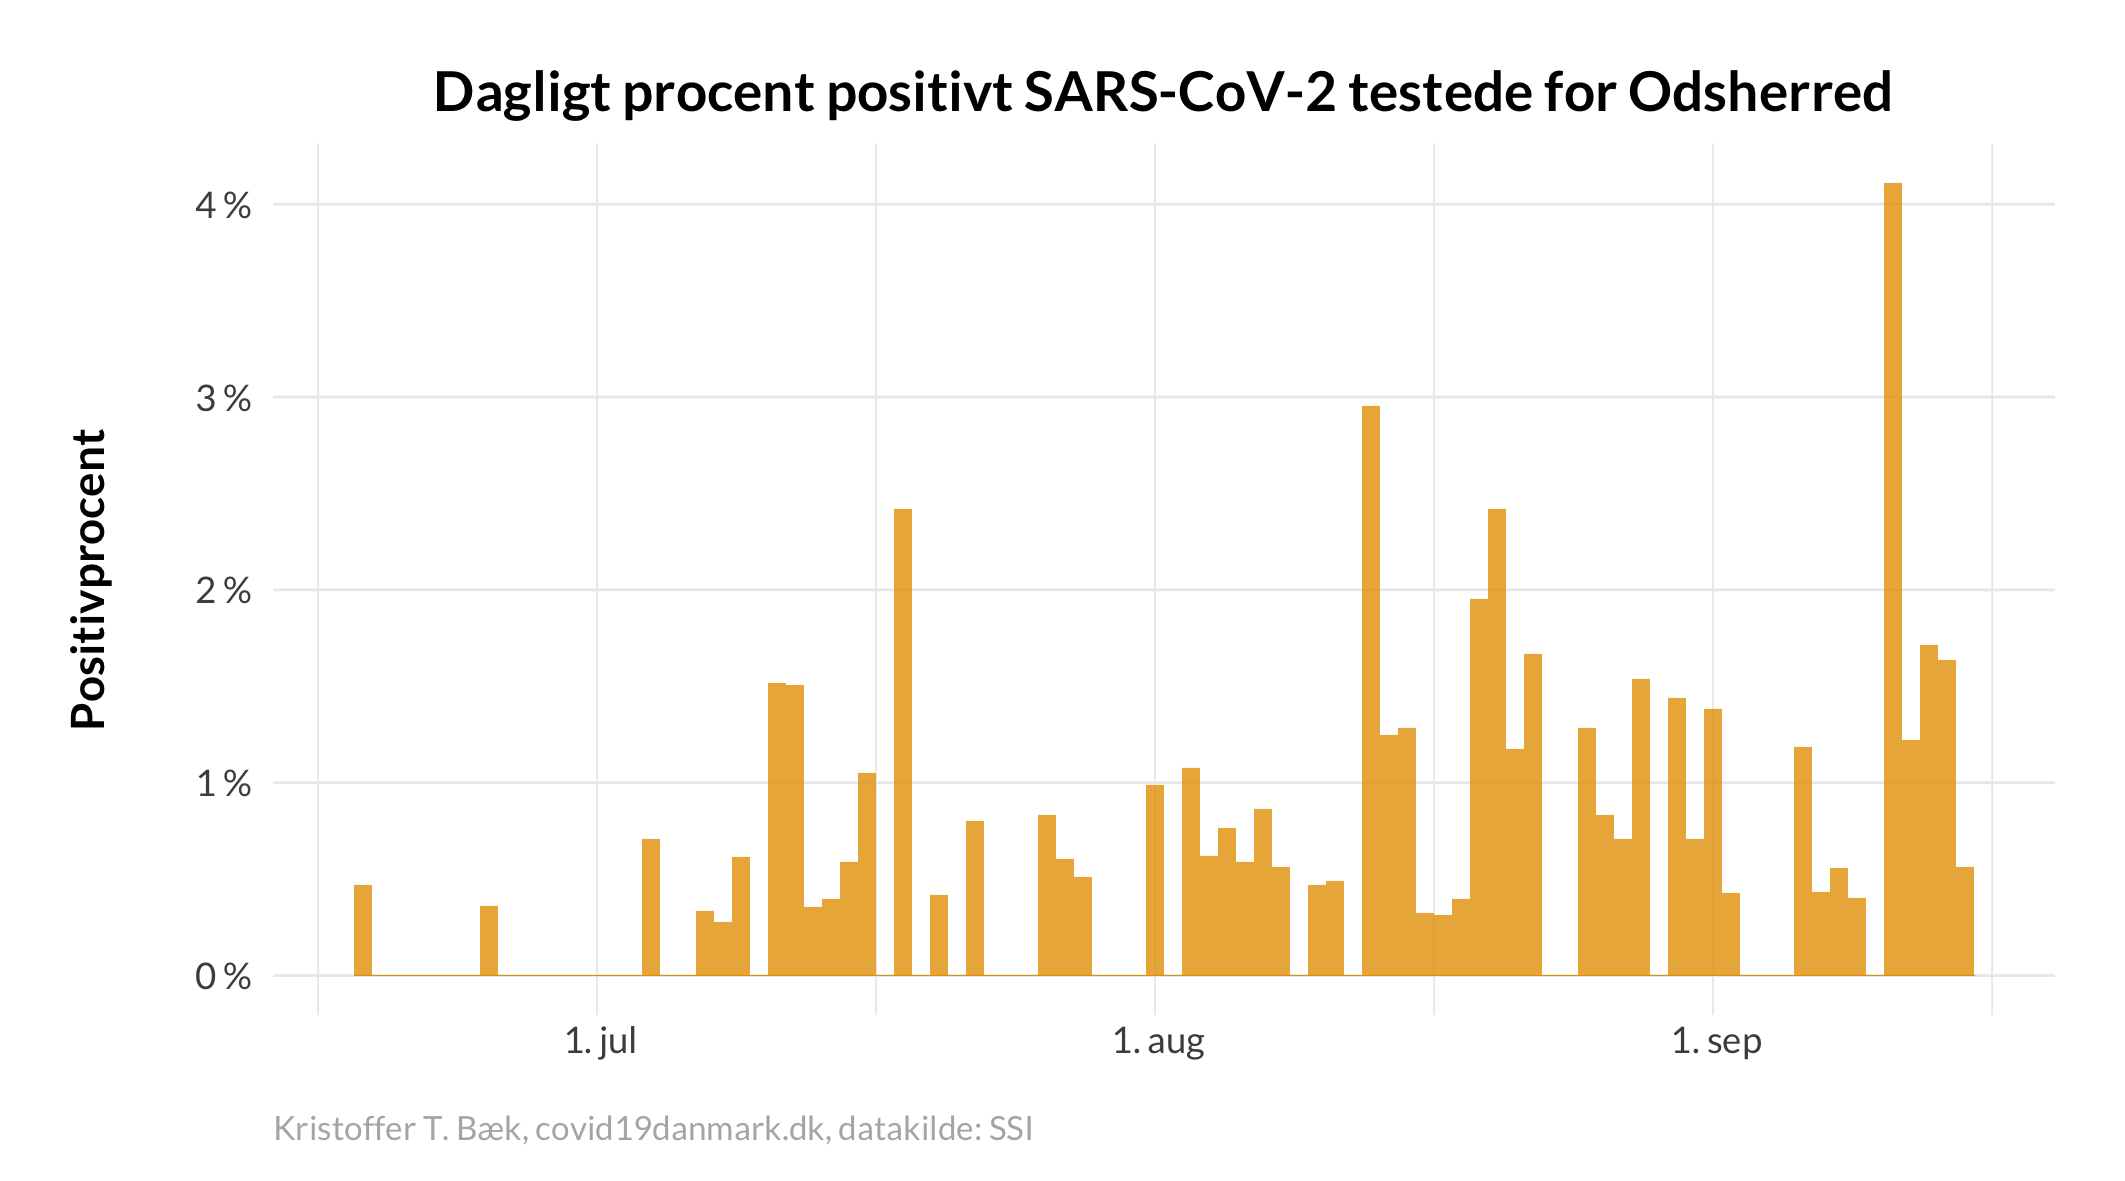 Dagligt procent positivt SARS-CoV-2 testede for Odsherred
Positivprocent
4 %
3 %
2 %
1 %
0 %
1. jul
1. aug
1. sep
Kristoffer T. Bæk, covid19danmark.dk, datakilde: SSI